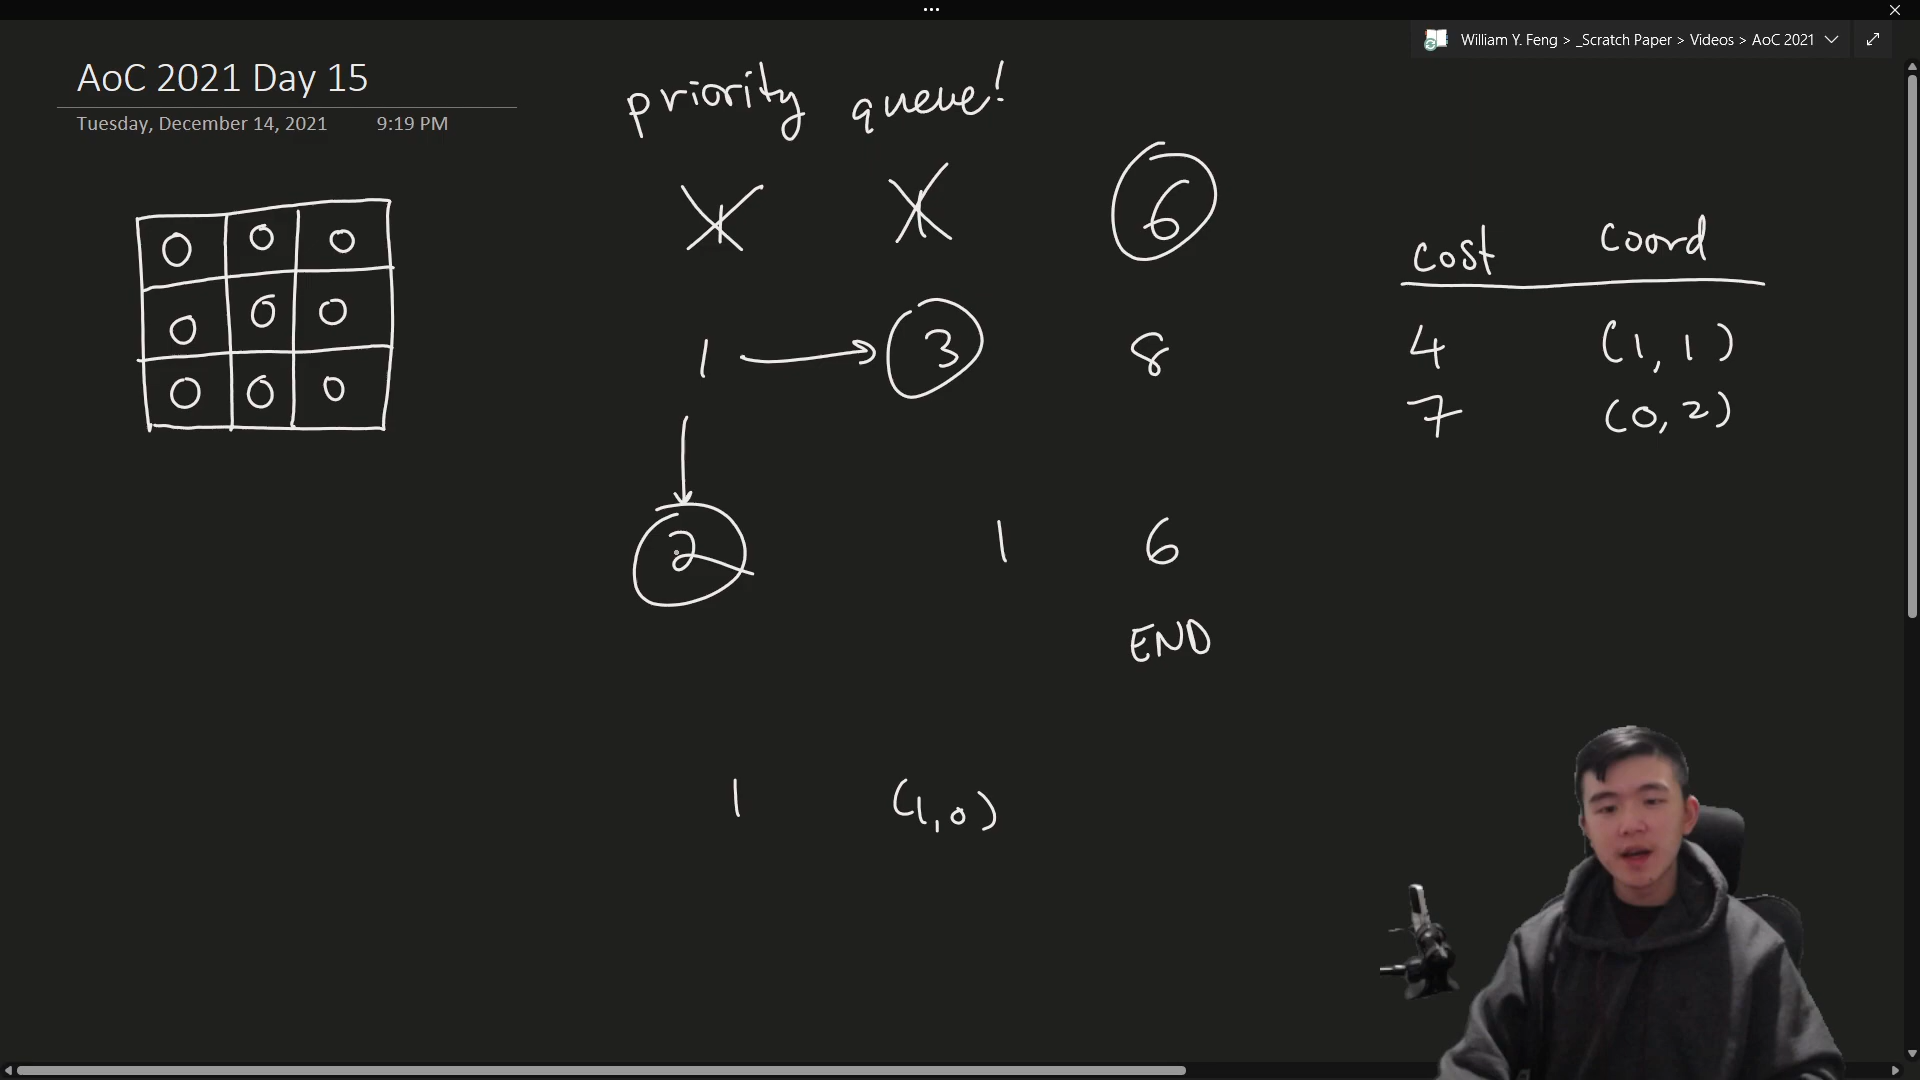 William Y. Feng > _Scratch Paper > Videos > AoC 2021
AoC 2021 Day 15
Tuesday, December 14, 2021 9:19 PM
priority queue!
0 0 0
0 0 0
0 0 0
1 1 6
1 3 8
2 1 6
END
cost coord
4 (1, 1)
7 (0, 2)
1 (1,0)